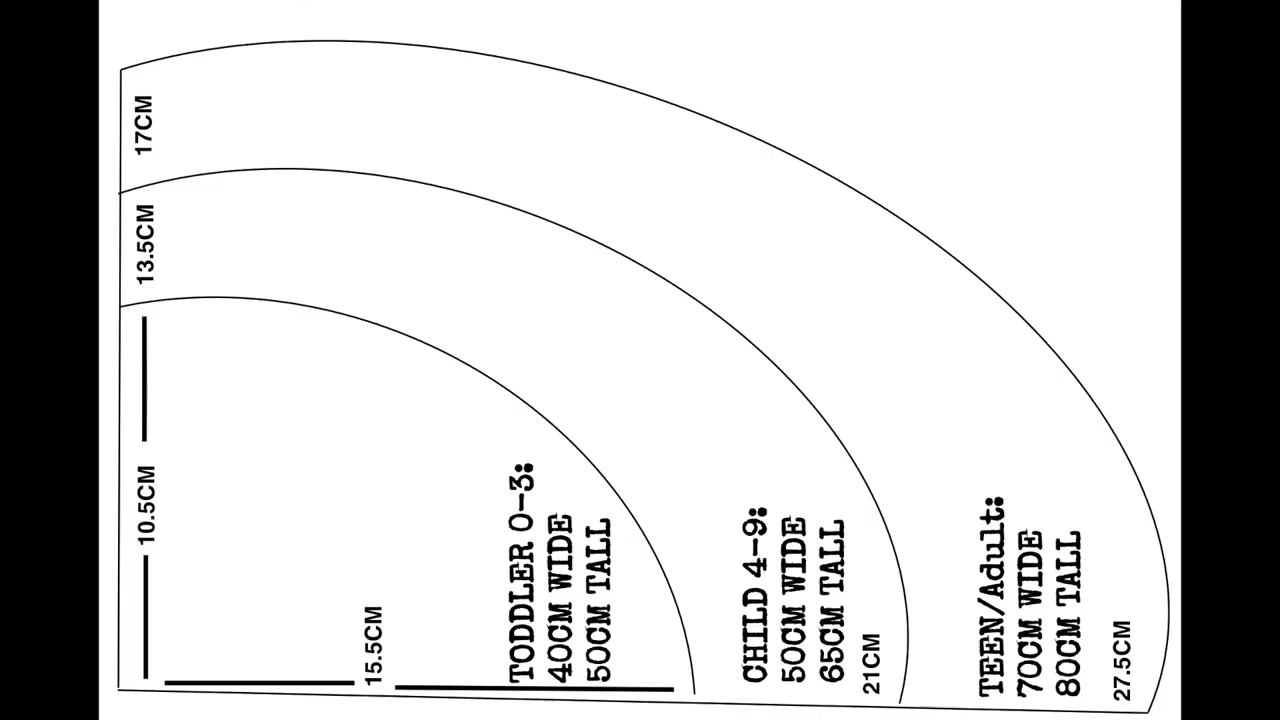 17CM
13.5CM
10.5CM
15.5CM
TODDLER 0-3:
40CM WIDE
50CM TALL
CHILD 4-9:
50CM WIDE
65CM TALL
21CM
TEEN/Adult:
70CM WIDE
80CM TALL
27.5CM